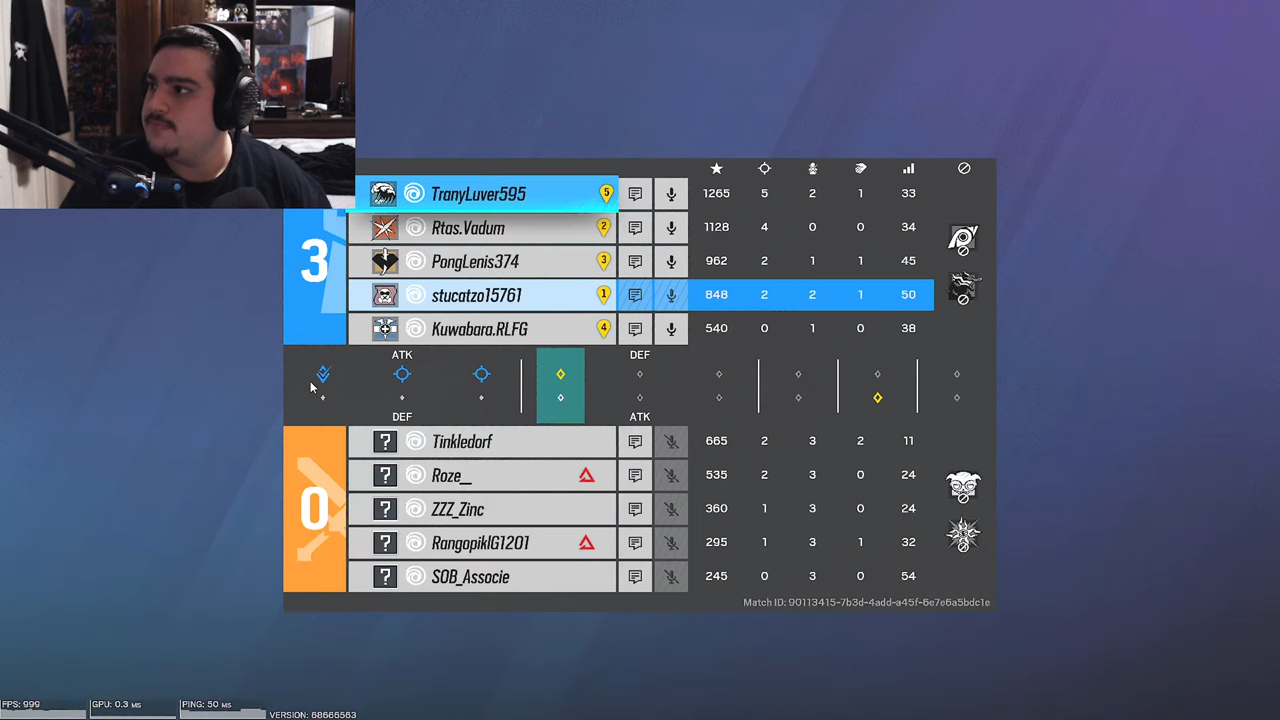 TranyLuver595 5 1265 5 2 1 33
Rtas.Vadum 2 1128 4 0 0 34
3
PongLenis374 3 962 2 1 1 45
stucatzo15761 1 848 2 2 1 50
Kuwabara.RLFG 4 540 0 1 0 38
ATK DEF
DEF ATK
? Tinkledorf 665 2 3 2 11
? Roze__ 535 2 3 0 24
0
? ZZZ_Zinc 360 1 3 0 24
? RangopikIG1201 295 1 3 1 32
? SOB_Associe 245 0 3 0 54
Match ID: 90113415-7b3d-4add-a45f-6e7e6a5bdc1e
FPS: 999 GPU: 0.3 MS PING: 50 MS VERSION: 68666563